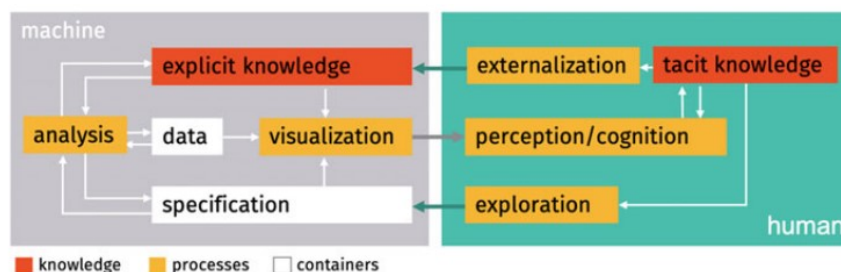 machine
explicit knowledge
externalization
tacit knowledge
analysis
data
visualization
perception/cognition
specification
exploration
human
knowledge
processes
containers